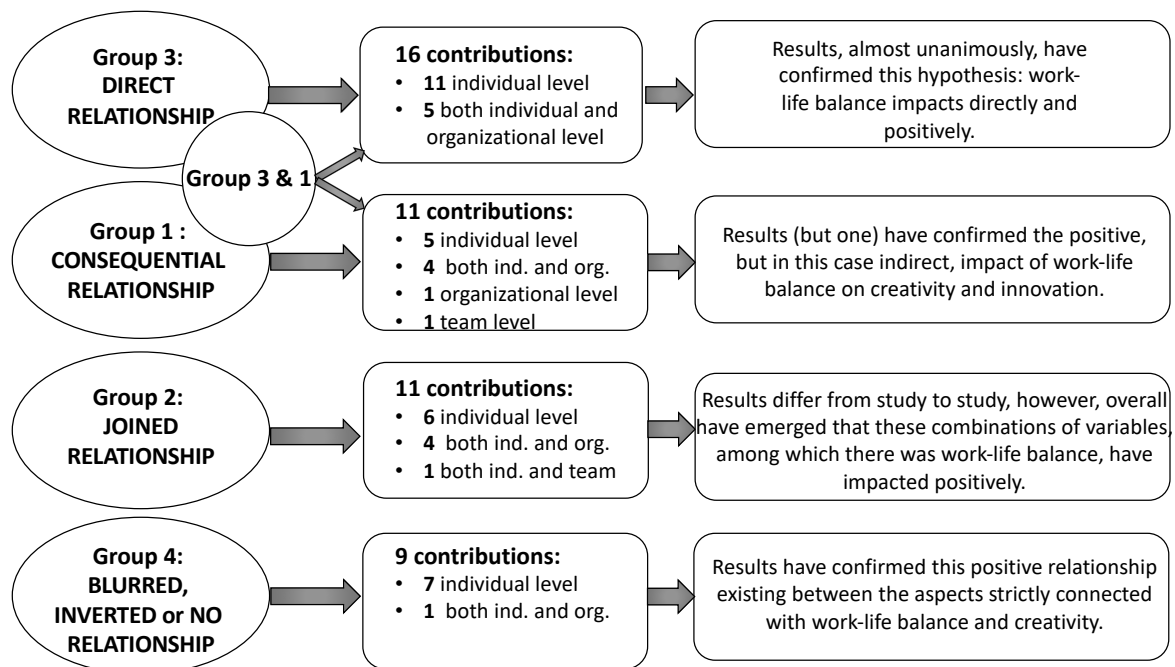 Group 3:
DIRECT
RELATIONSHIP
16 contributions:
• 11 individual level
• 5 both individual and
organizational level
Results, almost unanimously, have
confirmed this hypothesis: work-
life balance impacts directly and
positively.
Group 3 & 1
Group 1 :
CONSEQUENTIAL
RELATIONSHIP
11 contributions:
• 5 individual level
• 4 both ind. and org.
• 1 organizational level
• 1 team level
Results (but one) have confirmed the positive,
but in this case indirect, impact of work-life
balance on creativity and innovation.
Group 2:
JOINED
RELATIONSHIP
11 contributions:
• 6 individual level
• 4 both ind. and org.
• 1 both ind. and team
Results differ from study to study, however, overall
have emerged that these combinations of variables,
among which there was work-life balance, have
impacted positively.
Group 4:
BLURRED,
INVERTED or NO
RELATIONSHIP
9 contributions:
• 7 individual level
• 1 both ind. and org.
Results have confirmed this positive relationship
existing between the aspects strictly connected
with work-life balance and creativity.